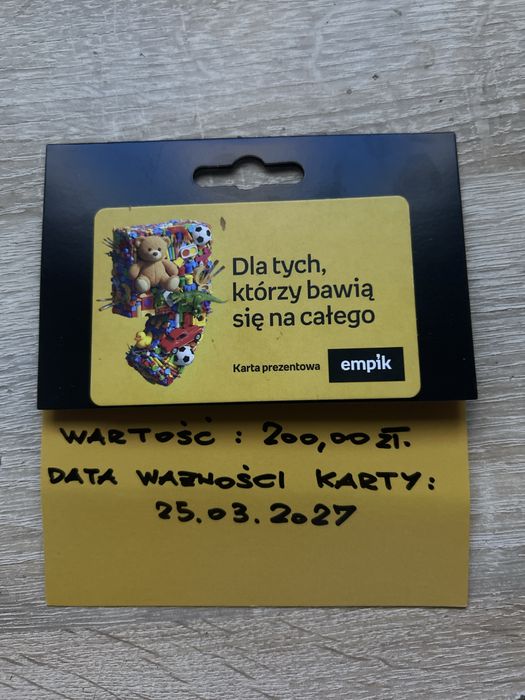 Dla tych,
którzy bawią
się na całego
Karta prezentowa empik
WARTOŚĆ : 200,00 ZŁ.
DATA WAŻNOŚCI KARTY:
25.03.2027